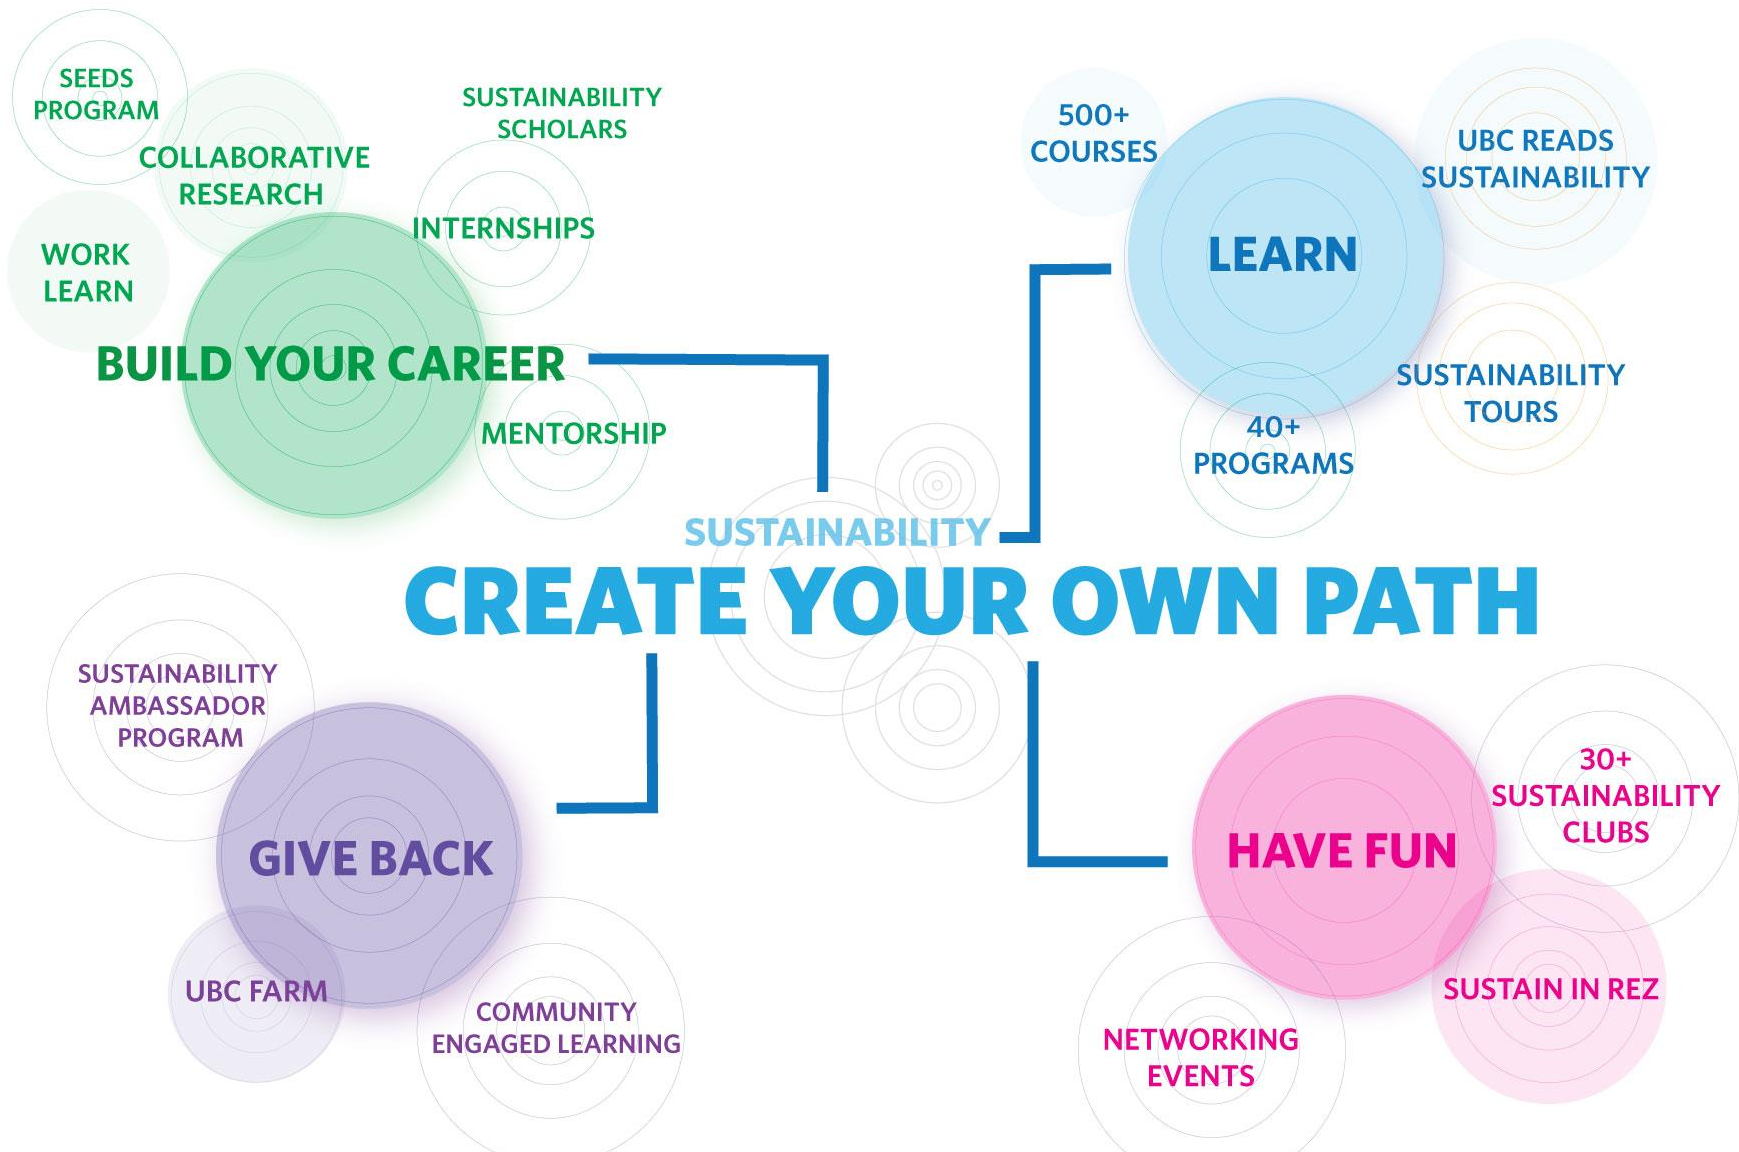 SEEDS
PROGRAM
COLLABORATIVE
RESEARCH
SUSTAINABILITY
SCHOLARS
INTERNSHIPS
WORK
LEARN
BUILD YOUR CAREER
MENTORSHIP
500+
COURSES
UBC READS
SUSTAINABILITY
LEARN
SUSTAINABILITY
TOURS
40+
PROGRAMS
SUSTAINABILITY
CREATE YOUR OWN PATH
SUSTAINABILITY
AMBASSADOR
PROGRAM
GIVE BACK
UBC FARM
COMMUNITY
ENGAGED LEARNING
30+
SUSTAINABILITY
CLUBS
HAVE FUN
SUSTAIN IN REZ
NETWORKING
EVENTS